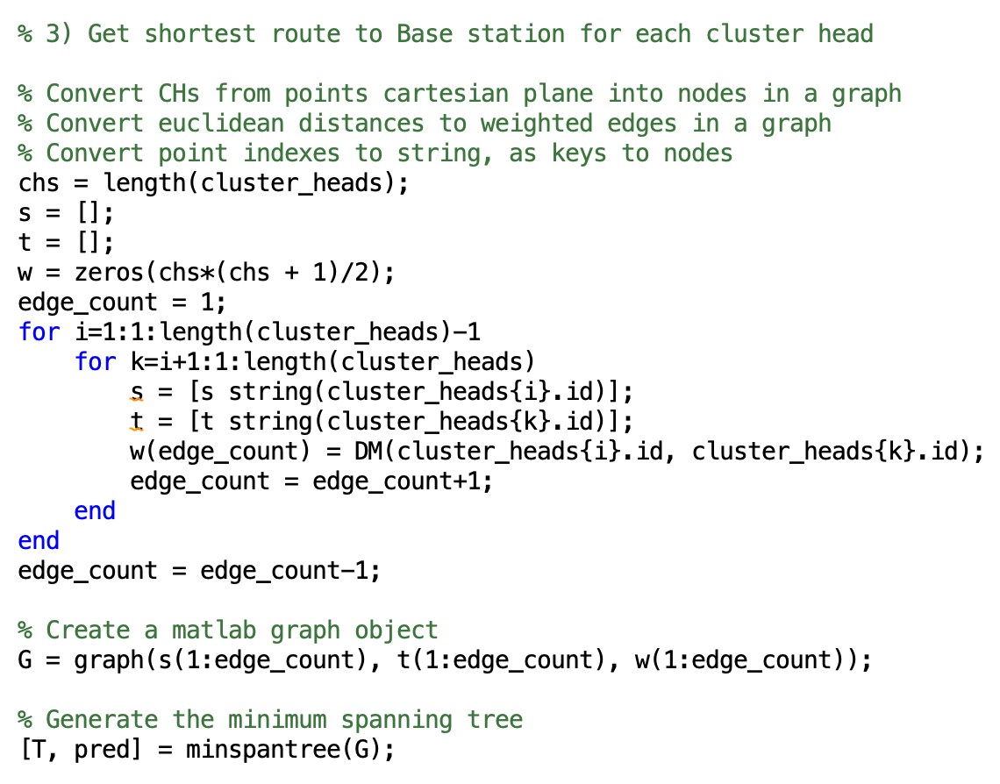 % 3) Get shortest route to Base station for each cluster head
% Convert CHs from points cartesian plane into nodes in a graph
% Convert euclidean distances to weighted edges in a graph
% Convert point indexes to string, as keys to nodes
chs = length(cluster_heads);
s = [];
t = [];
w = zeros(chs*(chs + 1)/2);
edge_count = 1;
for i=1:1:length(cluster_heads)-1
    for k=i+1:1:length(cluster_heads)
        s = [s string(cluster_heads{i}.id)];
        t = [t string(cluster_heads{k}.id)];
        w(edge_count) = DM(cluster_heads{i}.id, cluster_heads{k}.id);
        edge_count = edge_count+1;
    end
end
edge_count = edge_count-1;
% Create a matlab graph object
G = graph(s(1:edge_count), t(1:edge_count), w(1:edge_count));
% Generate the minimum spanning tree
[T, pred] = minspantree(G);